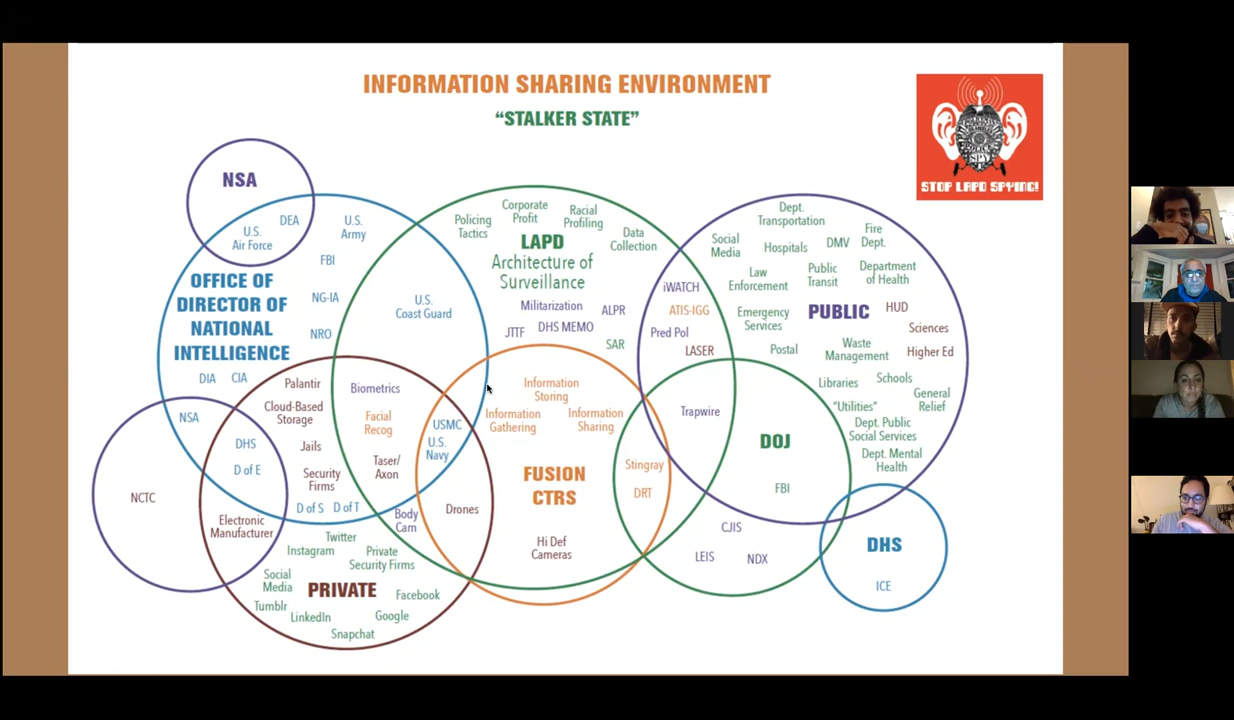 INFORMATION SHARING ENVIRONMENT
“STALKER STATE”
STOP LAPD SPYING!
NSA
DEA
U.S.
Air Force
U.S.
Army
FBI
OFFICE OF
DIRECTOR OF
NATIONAL
INTELLIGENCE
NG-IA
NRO
DIA
CIA
U.S.
Coast Guard
Policing
Tactics
Corporate
Profit
Racial
Profiling
Data
Collection
LAPD
Architecture of
Surveillance
Militarization
ALPR
JTTF
DHS MEMO
SAR
iWATCH
ATIS-IGG
Pred Pol
LASER
Dept.
Transportation
Social
Media
Hospitals
DMV
Fire
Dept.
Law
Enforcement
Public
Transit
Department
of Health
Emergency
Services
PUBLIC
HUD
Sciences
Postal
Waste
Management
Higher Ed
Libraries
Schools
General
Relief
“Utilities”
Dept. Public
Social Services
Dept. Mental
Health
NSA
DHS
D of E
NCTC
Electronic
Manufacturer
Palantir
Cloud-Based
Storage
Jails
Security
Firms
D of S
D of T
Biometrics
Facial
Recog
Taser/
Axon
Body
Cam
USMC
U.S.
Navy
Drones
Information
Storing
Information
Gathering
Information
Sharing
FUSION
CTRS
Hi Def
Cameras
Stingray
DRT
Trapwire
DOJ
FBI
CJIS
LEIS
NDX
DHS
ICE
Twitter
Instagram
Private
Security Firms
Social
Media
PRIVATE
Facebook
Tumblr
LinkedIn
Google
Snapchat